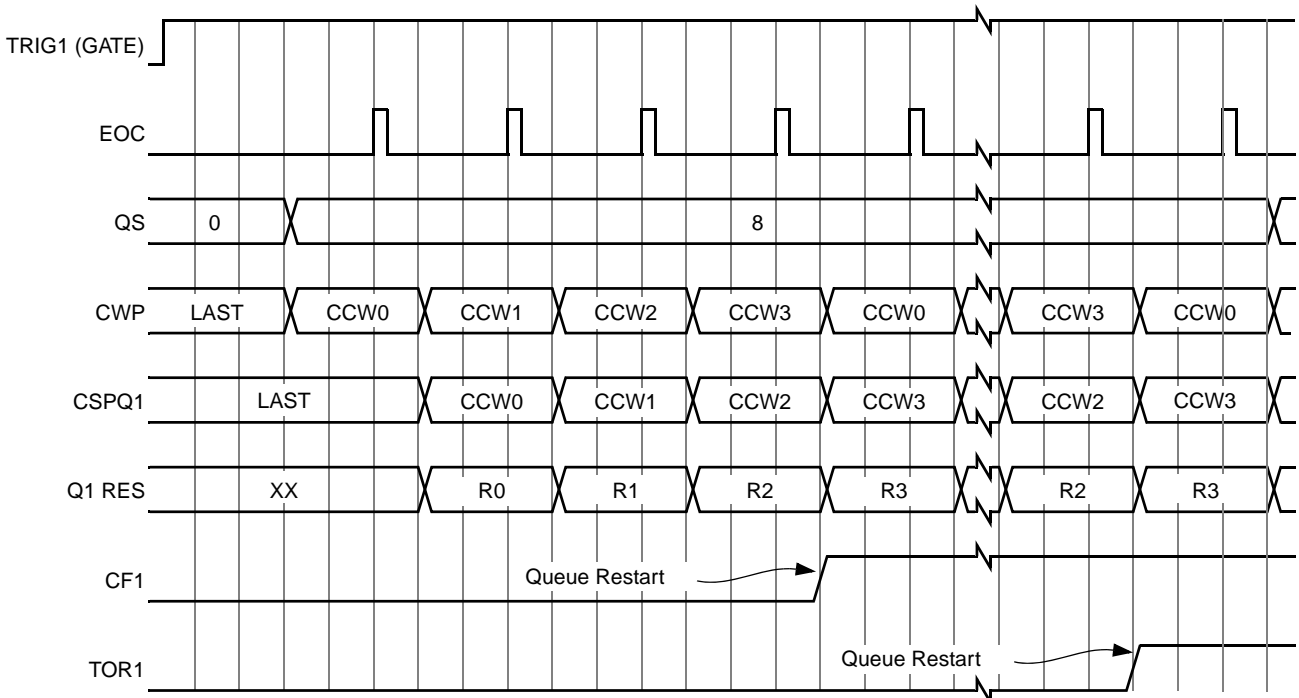 TRIG1 (GATE)
EOC
QS 0 8
CWP LAST CCW0 CCW1 CCW2 CCW3 CCW0 CCW3 CCW0
CSPQ1 LAST CCW0 CCW1 CCW2 CCW3 CCW2 CCW3
Q1 RES XX R0 R1 R2 R3 R2 R3
CF1 Queue Restart
TOR1 Queue Restart